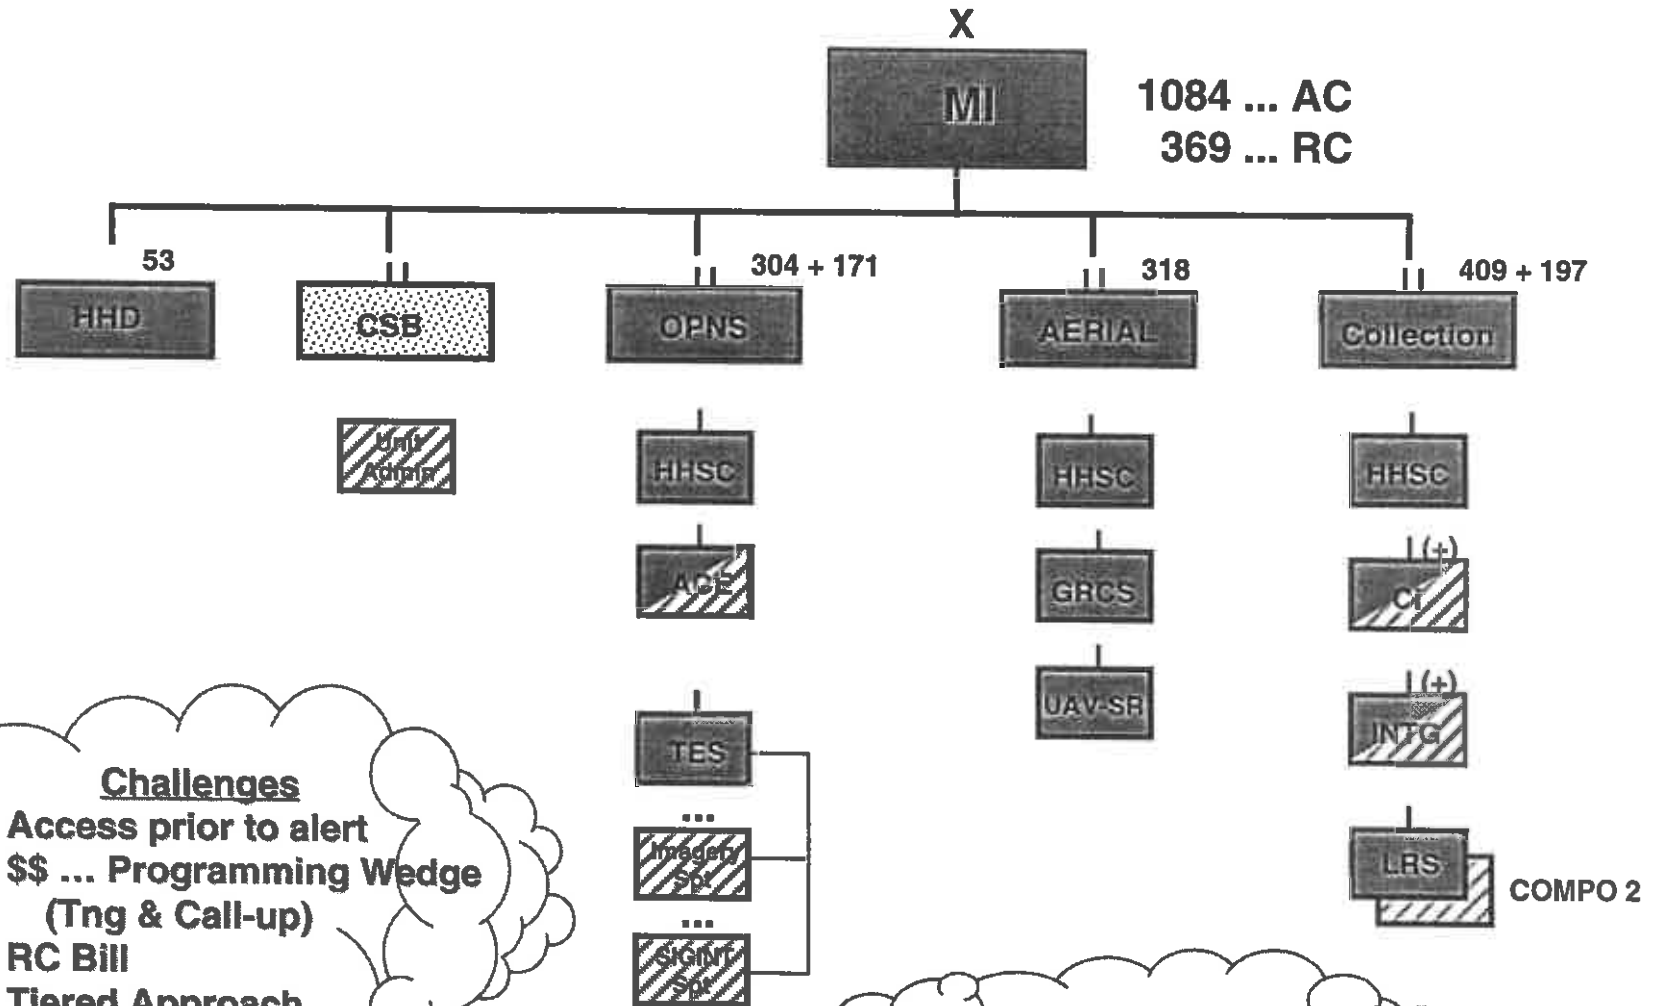 X
MI
1084 ... AC
369 ... RC
53
HHD
CSB
304 + 171
OPNS
318
AERIAL
409 + 197
Collection
Unit
Admin
HHSC
ACE
TES
...
Imagery
Spt
...
SIGINT
Spt
HHSC
GRCS
UAV-SR
HHSC
(+)
CI
(+)
INTG
LRS
COMPO 2
Challenges
Access prior to alert
$$ ... Programming Wedge
(Tng & Call-up)
RC Bill
Tiered Approach